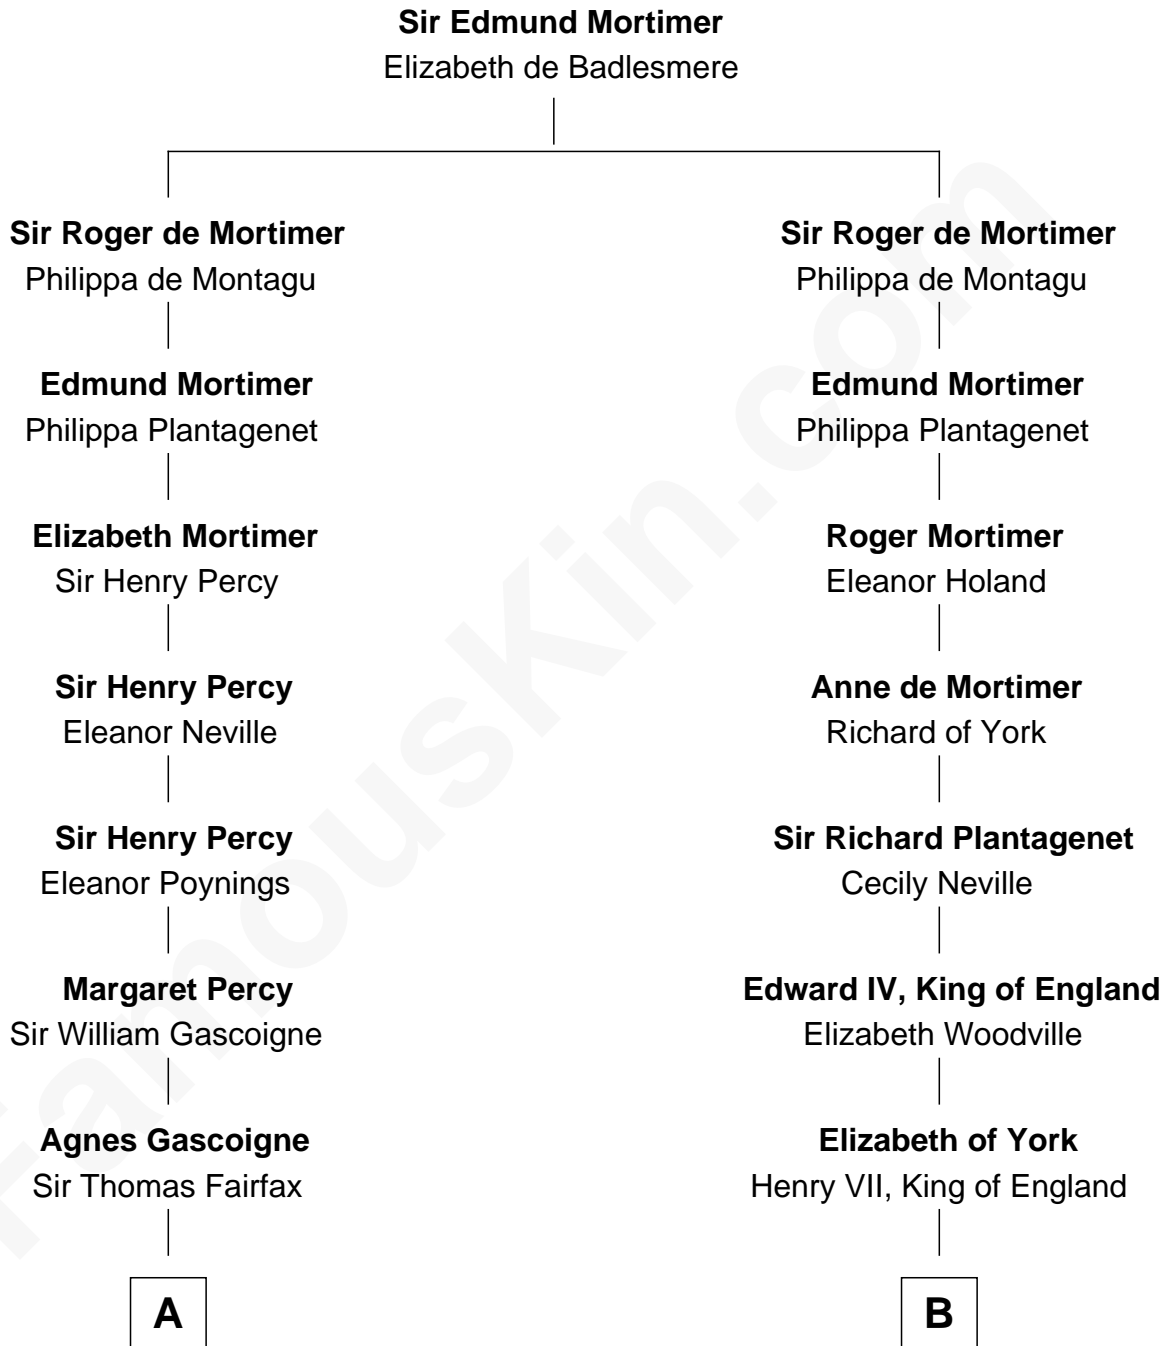 Sir Edmund Mortimer
Elizabeth de Badlesmere
Sir Roger de Mortimer
Philippa de Montagu
Sir Roger de Mortimer
Philippa de Montagu
Edmund Mortimer
Philippa Plantagenet
Edmund Mortimer
Philippa Plantagenet
Elizabeth Mortimer
Sir Henry Percy
Roger Mortimer
Eleanor Holand
Sir Henry Percy
Eleanor Neville
Anne de Mortimer
Richard of York
Sir Henry Percy
Eleanor Poynings
Sir Richard Plantagenet
Cecily Neville
Margaret Percy
Sir William Gascoigne
Edward IV, King of England
Elizabeth Woodville
Agnes Gascoigne
Sir Thomas Fairfax
Elizabeth of York
Henry VII, King of England
A
B
FamousKin.com